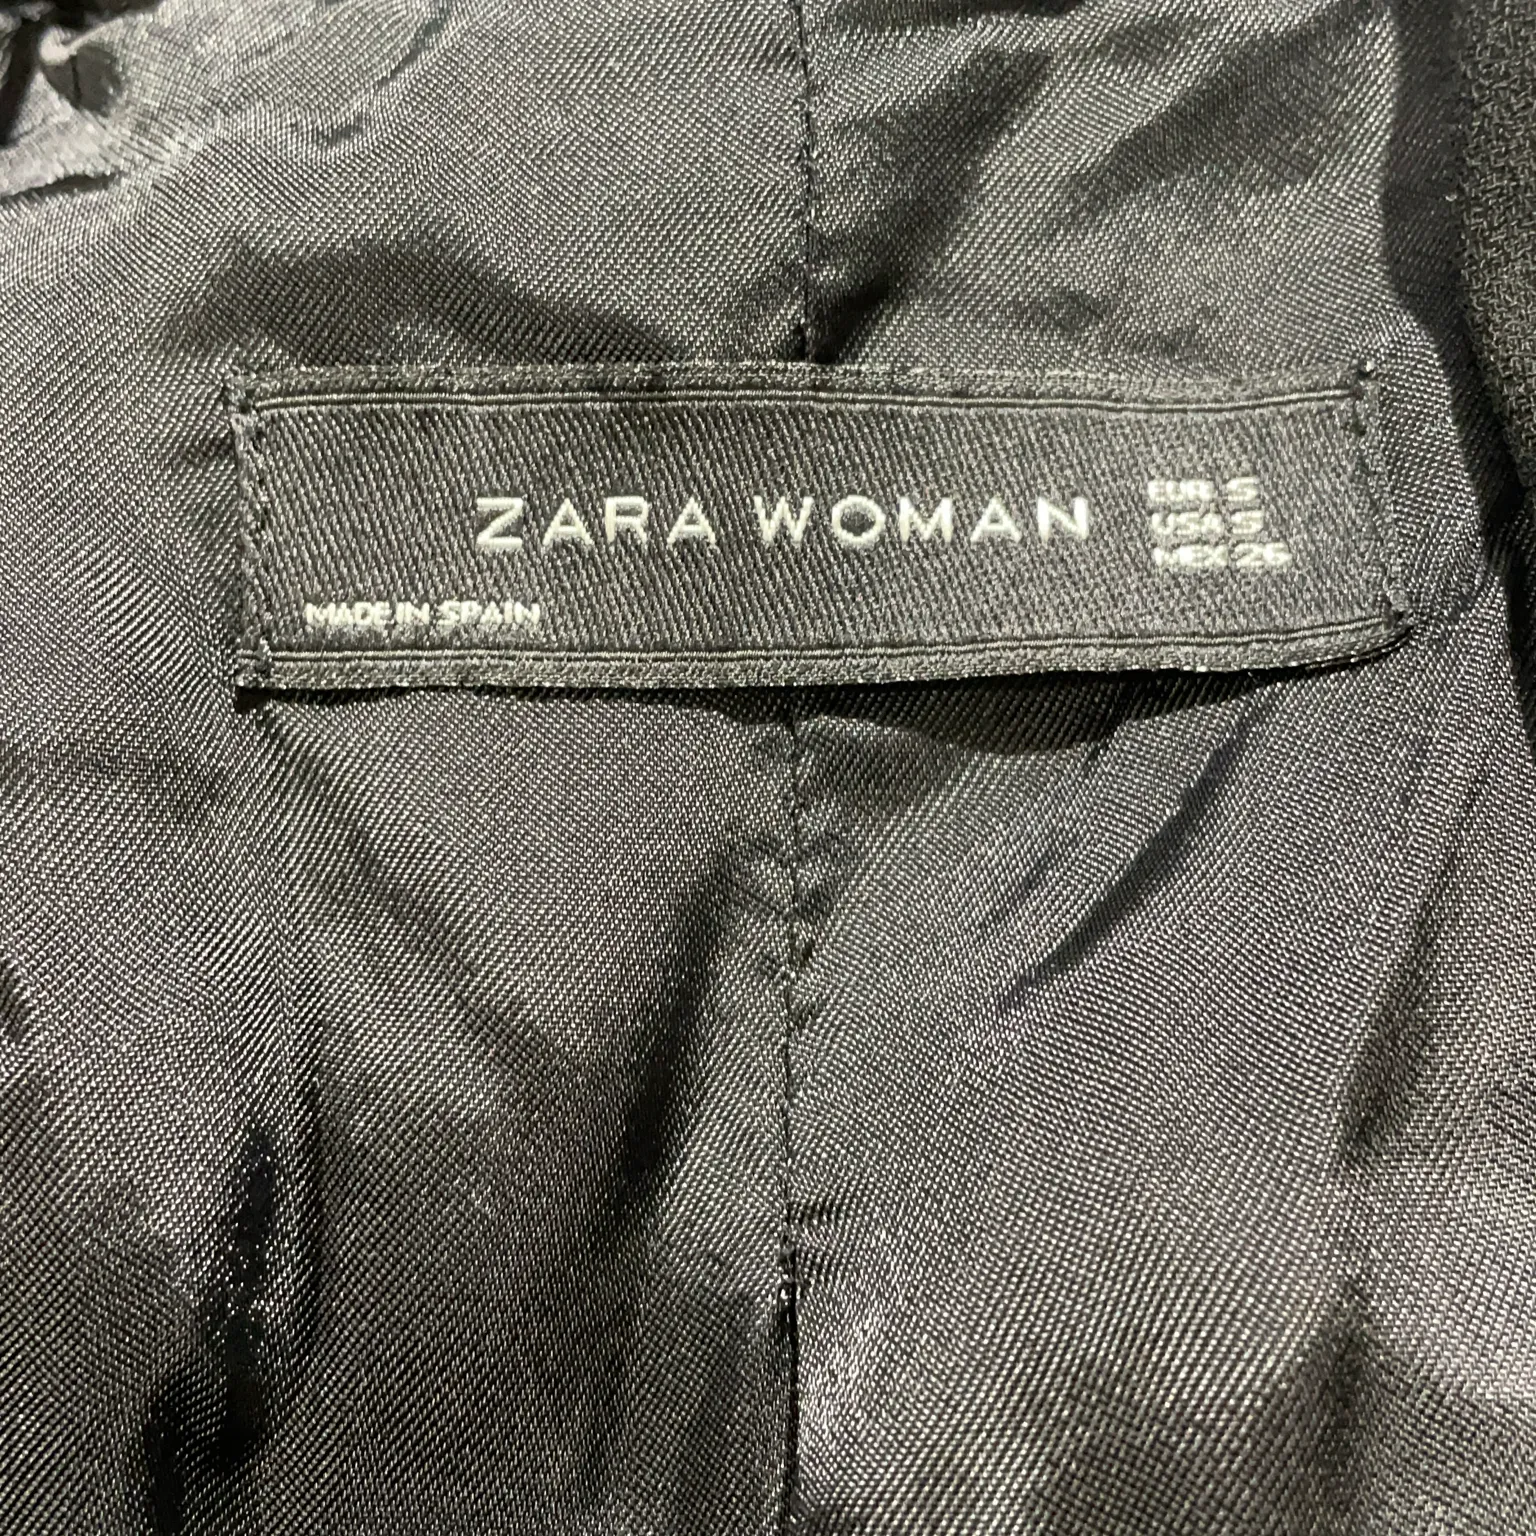 ZARA WOMAN
EUR S
USA S
MEX 26
MADE IN SPAIN